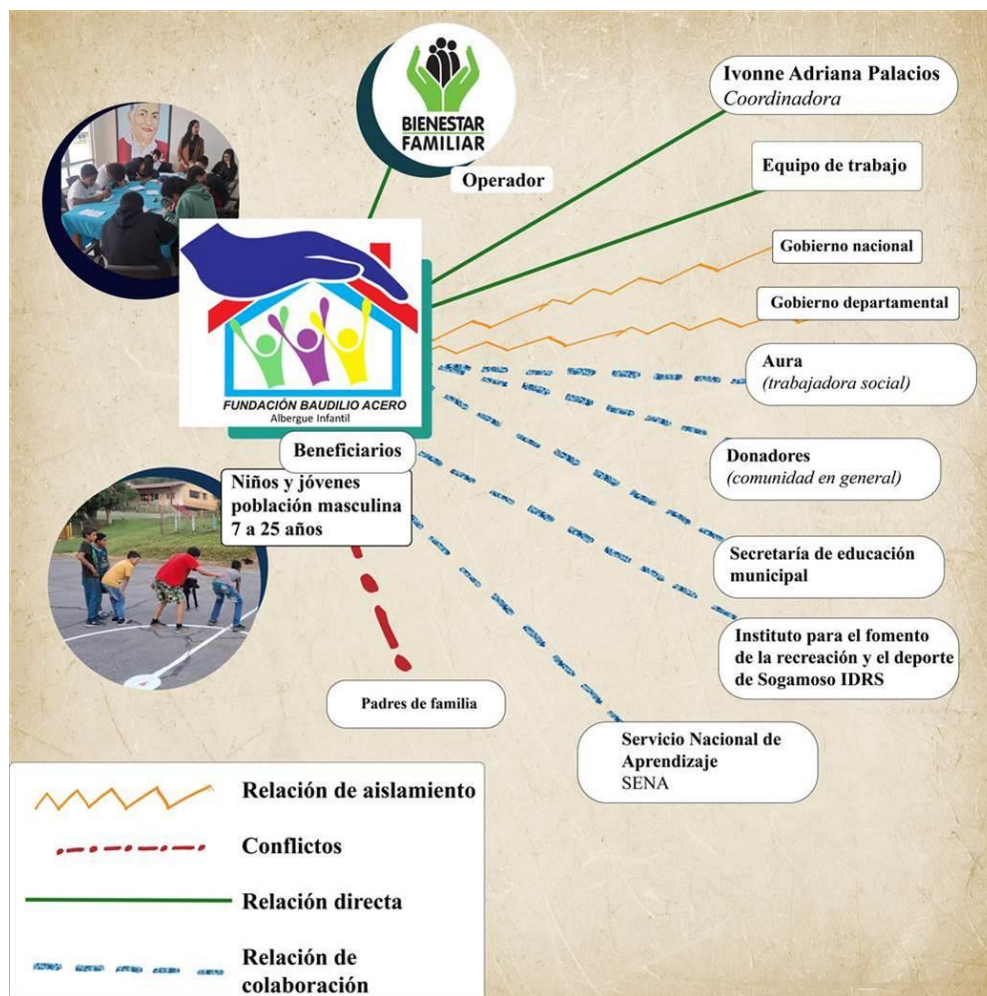 BIENESTAR
FAMILIAR
Operador
Ivonne Adriana Palacios
Coordinadora
Equipo de trabajo
Gobierno nacional
Gobierno departamental
Aura
(trabajadora social)
Donadores
(comunidad en general)
Secretaría de educación
municipal
Instituto para el fomento
de la recreación y el deporte
de Sogamoso IDRS
Servicio Nacional de
Aprendizaje
SENA
FUNDACIÓN BAUDILIO ACERO
Albergue Infantil
Beneficiarios
Niños y jóvenes
población masculina
7 a 25 años
Padres de familia
Relación de aislamiento
Conflictos
Relación directa
Relación de
colaboración